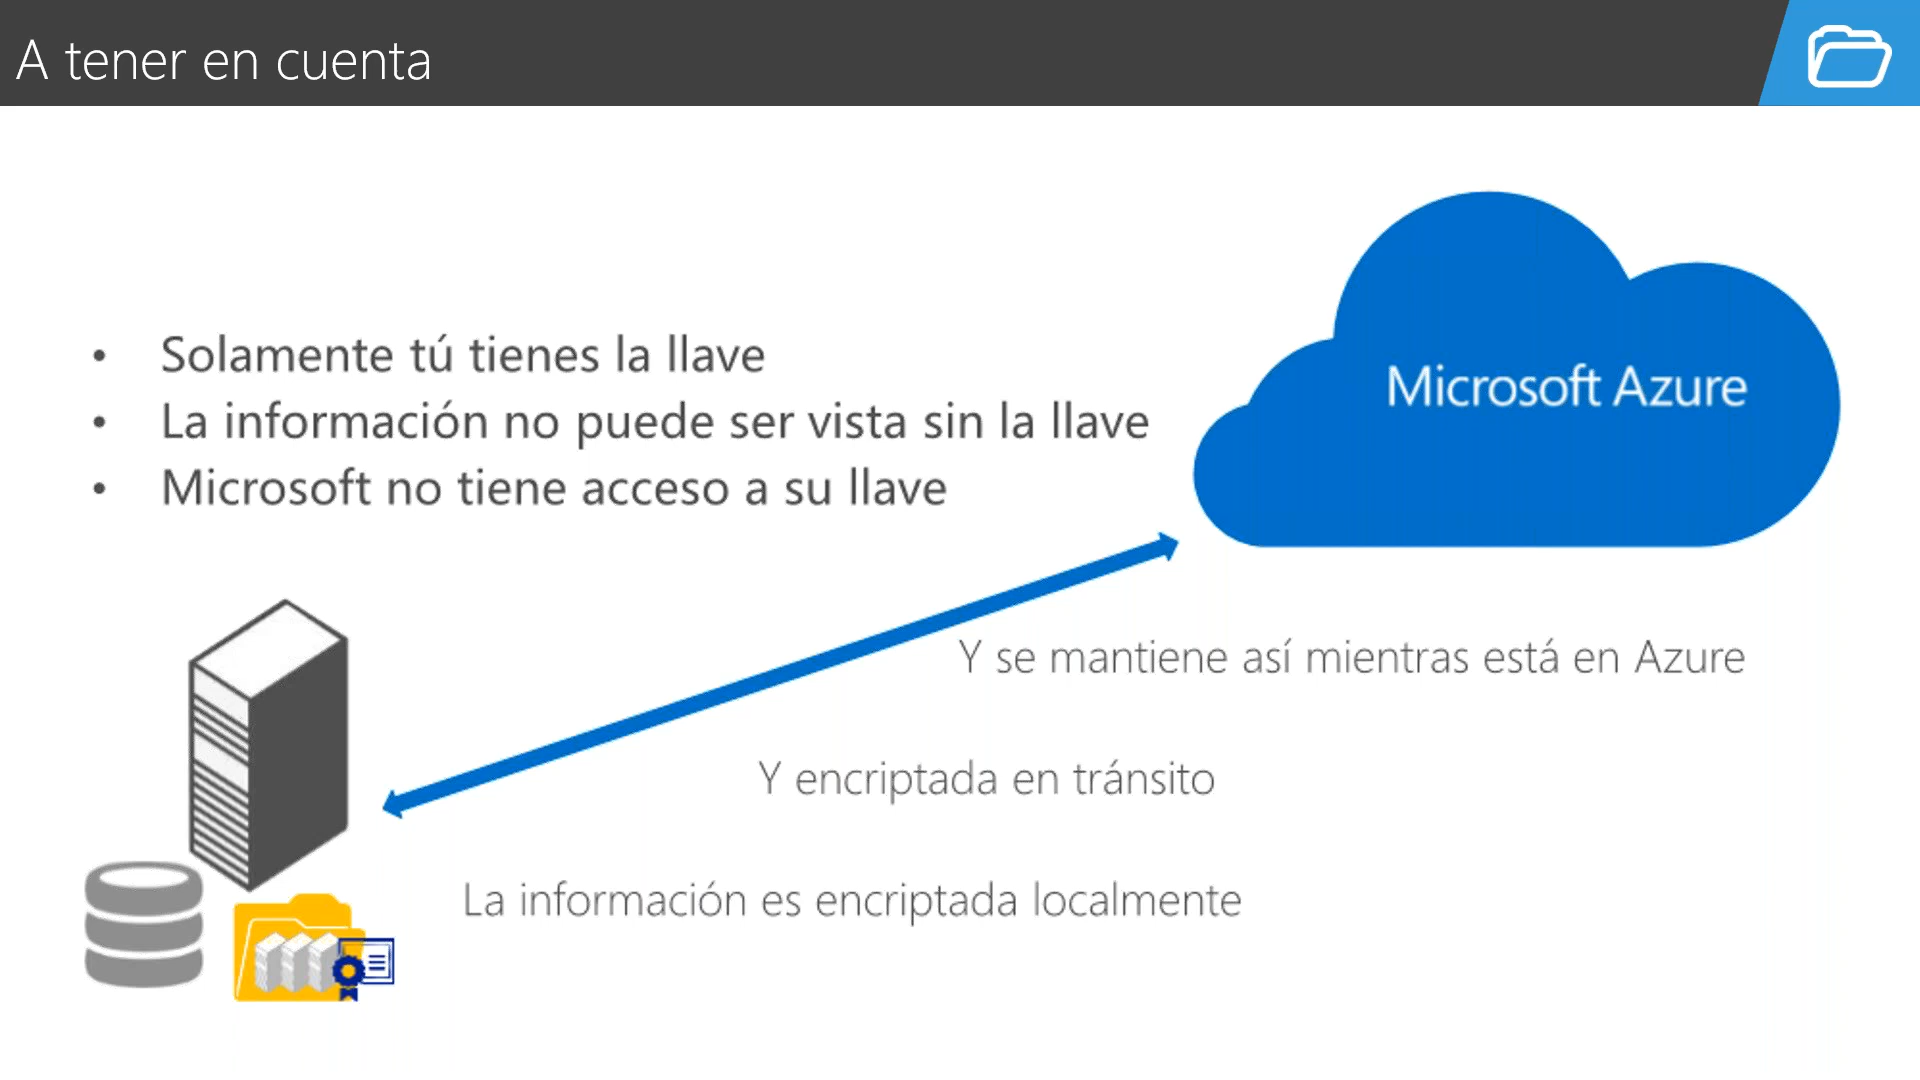 A tener en cuenta
• Solamente tú tienes la llave
• La información no puede ser vista sin la llave
• Microsoft no tiene acceso a su llave
Microsoft Azure
Y se mantiene así mientras está en Azure
Y encriptada en tránsito
La información es encriptada localmente